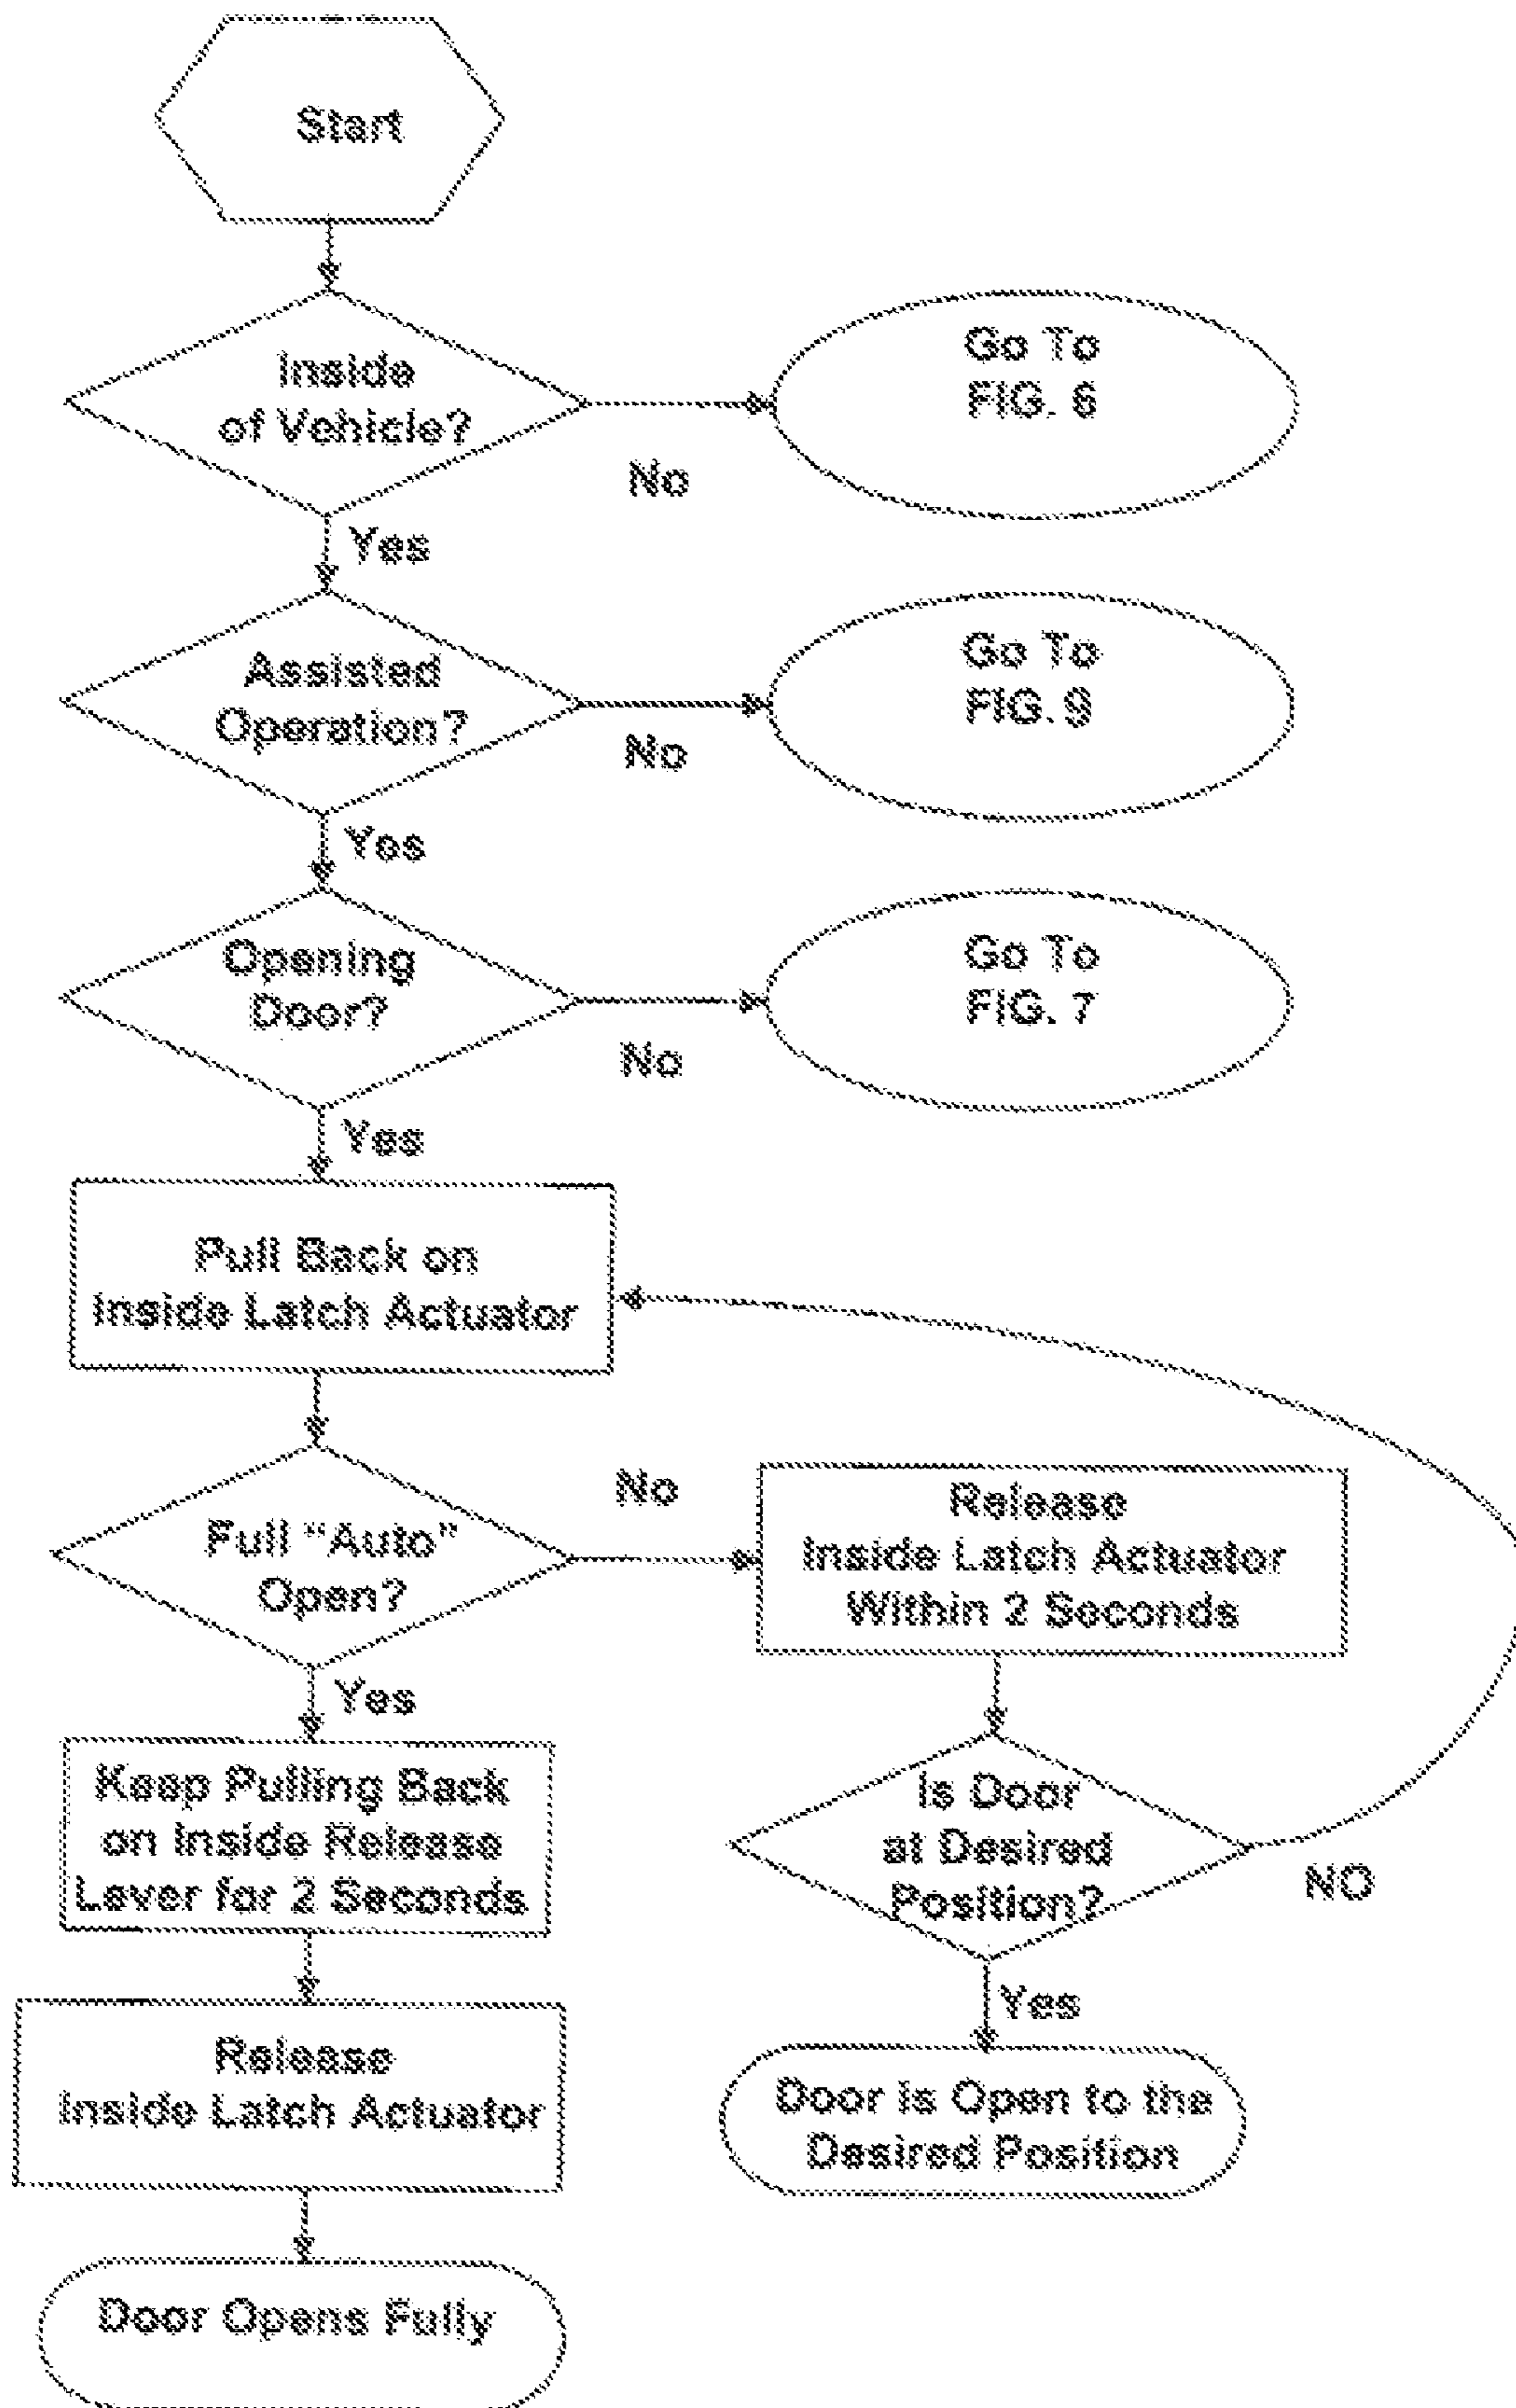 Start
Inside
of Vehicle?
No
Go To
FIG. 6
Yes
Assisted
Operation?
No
Go To
FIG. 9
Yes
Opening
Door?
No
Go To
FIG. 7
Yes
Pull Back on
Inside Latch Actuator
Full "Auto"
Open?
No
Release
Inside Latch Actuator
Within 2 Seconds
Yes
Keep Pulling Back
on Inside Release
Lever for 2 Seconds
Is Door
at Desired
Position?
NO
Yes
Release
Inside Latch Actuator
Door is Open to the
Desired Position
Door Opens Fully